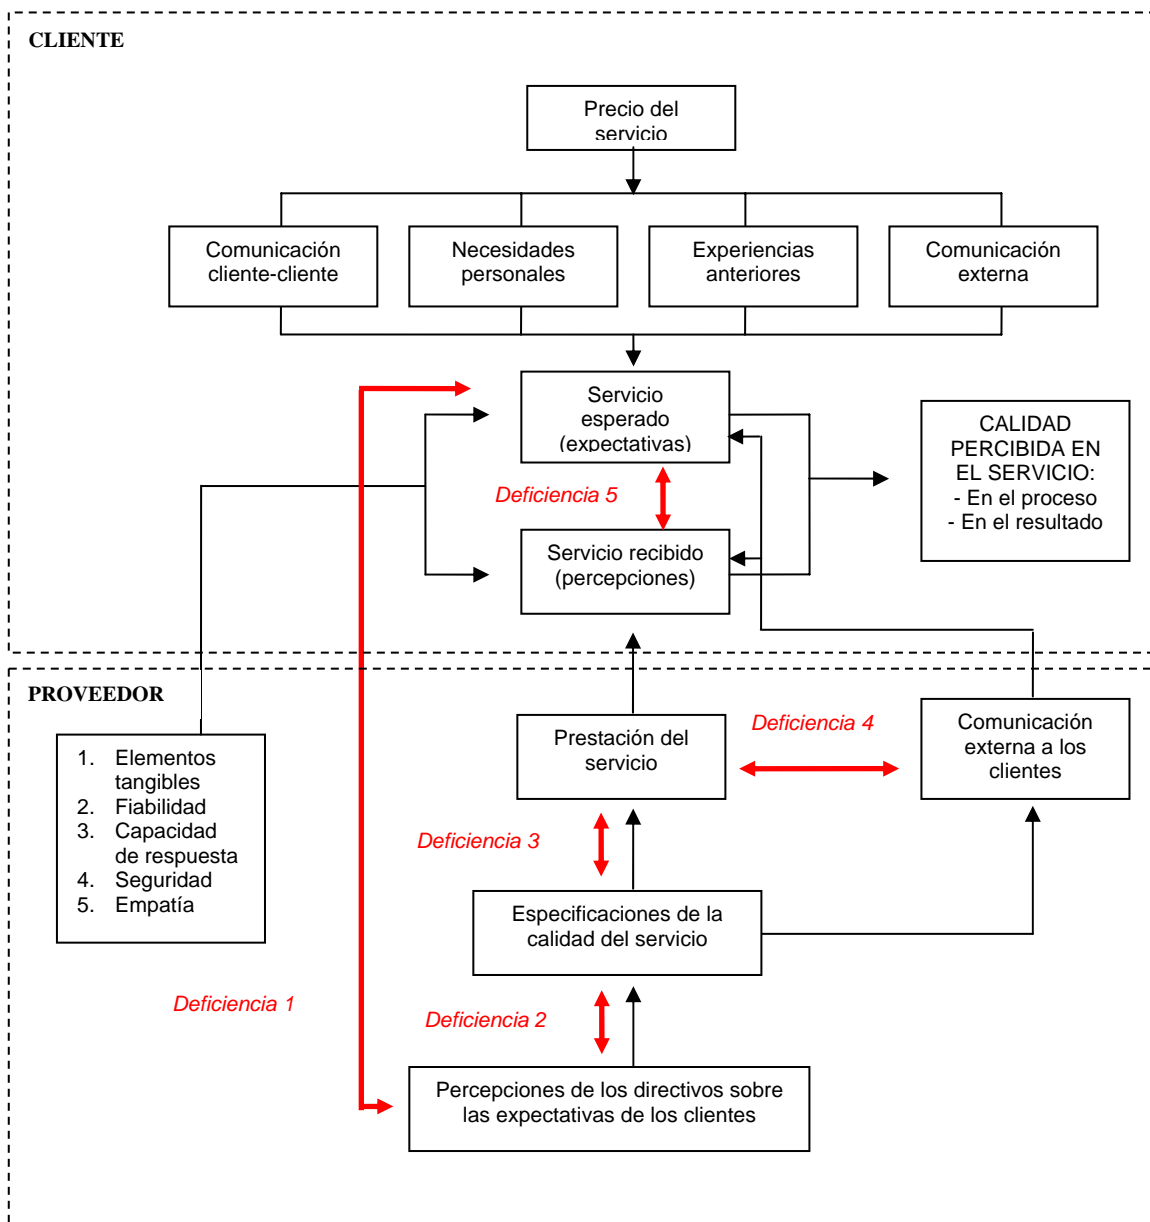 CLIENTE
Precio del
servicio
Comunicación
cliente-cliente
Necesidades
personales
Experiencias
anteriores
Comunicación
externa
Servicio
esperado
(expectativas)
CALIDAD
PERCIBIDA EN
EL SERVICIO:
- En el proceso
- En el resultado
Deficiencia 5
Servicio recibido
(percepciones)
PROVEEDOR
1. Elementos
tangibles
2. Fiabilidad
3. Capacidad
de respuesta
4. Seguridad
5. Empatía
Prestación del
servicio
Deficiencia 4
Comunicación
externa a los
clientes
Deficiencia 3
Especificaciones de la
calidad del servicio
Deficiencia 1
Deficiencia 2
Percepciones de los directivos sobre
las expectativas de los clientes